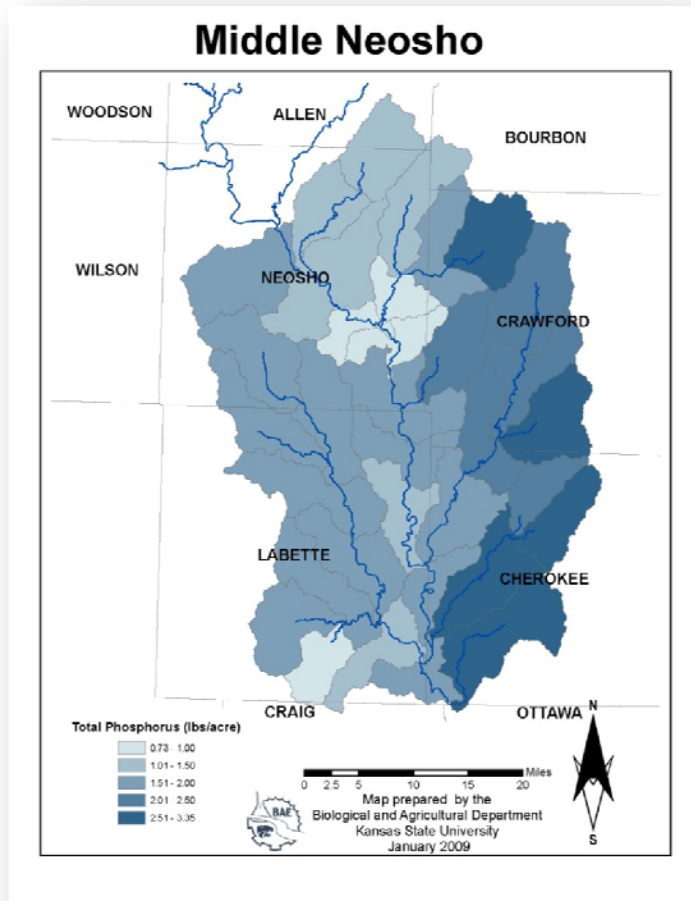 Middle Neosho
WOODSON
ALLEN
BOURBON
WILSON
NEOSHO
CRAWFORD
LABETTE
CHEROKEE
CRAIG
OTTAWA
N
Total Phosphorus (lbs/acre)
0.73 - 1.00
1.01 - 1.50
1.51 - 2.00
2.01 - 2.50
2.51 - 3.35
Miles
0 2.5 5 10 15 20
Map prepared by the
Biological and Agricultural Department
Kansas State University
January 2009
BAE
S